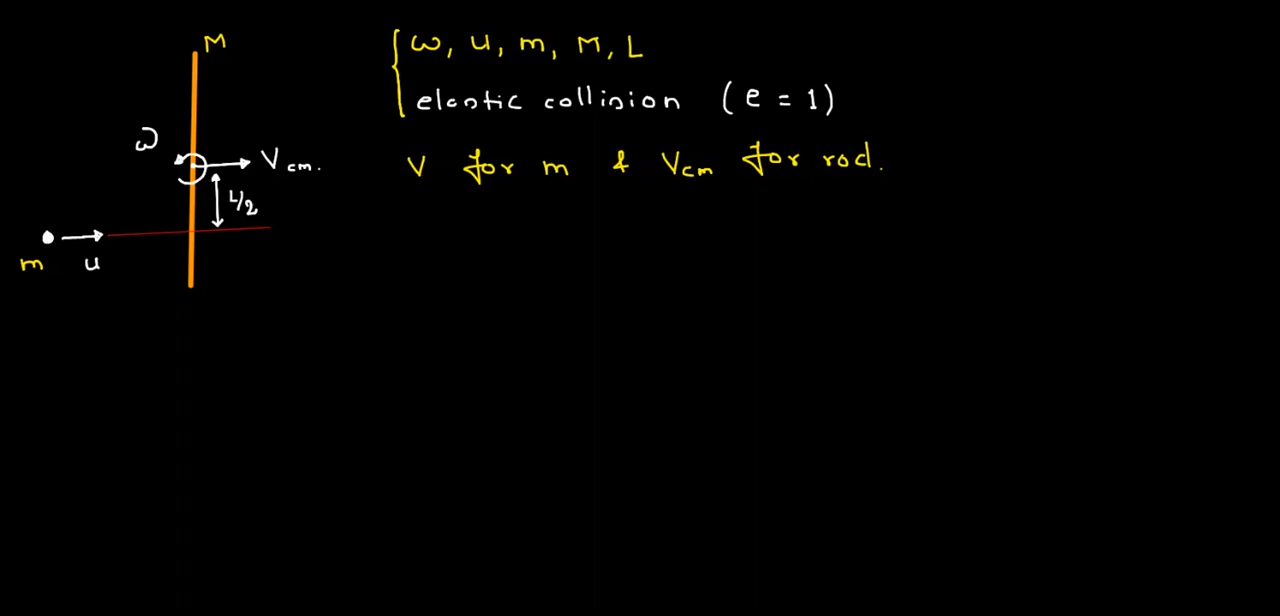 M
ω, u, m, M, L
elastic collision (e = 1)
ω
Vcm.
V for m & Vcm for rod.
L/2
m
u